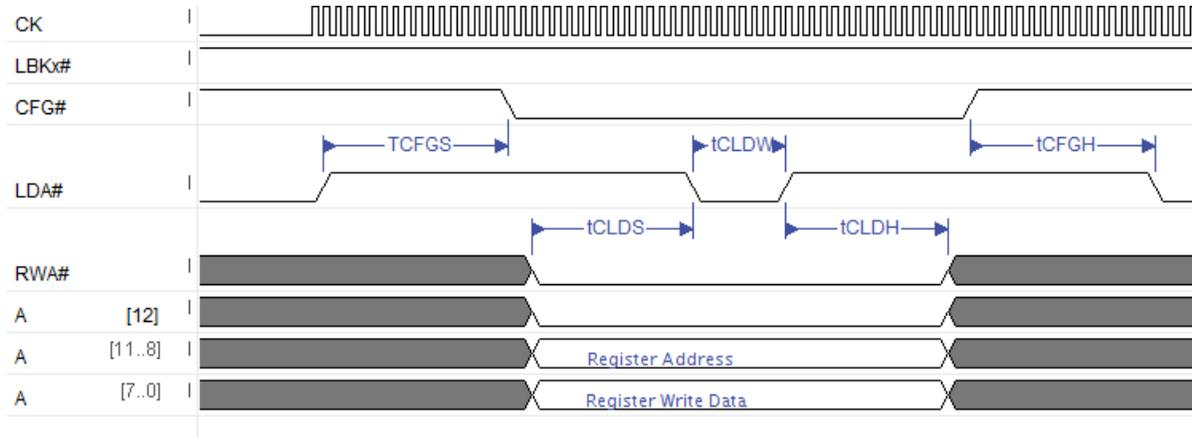 CK
LBKx#
CFG#
TCFGS tCLDW tCFGH
LDA#
tCLDS tCLDH
RWA#
A [12]
A [11..8] Register Address
A [7..0] Register Write Data